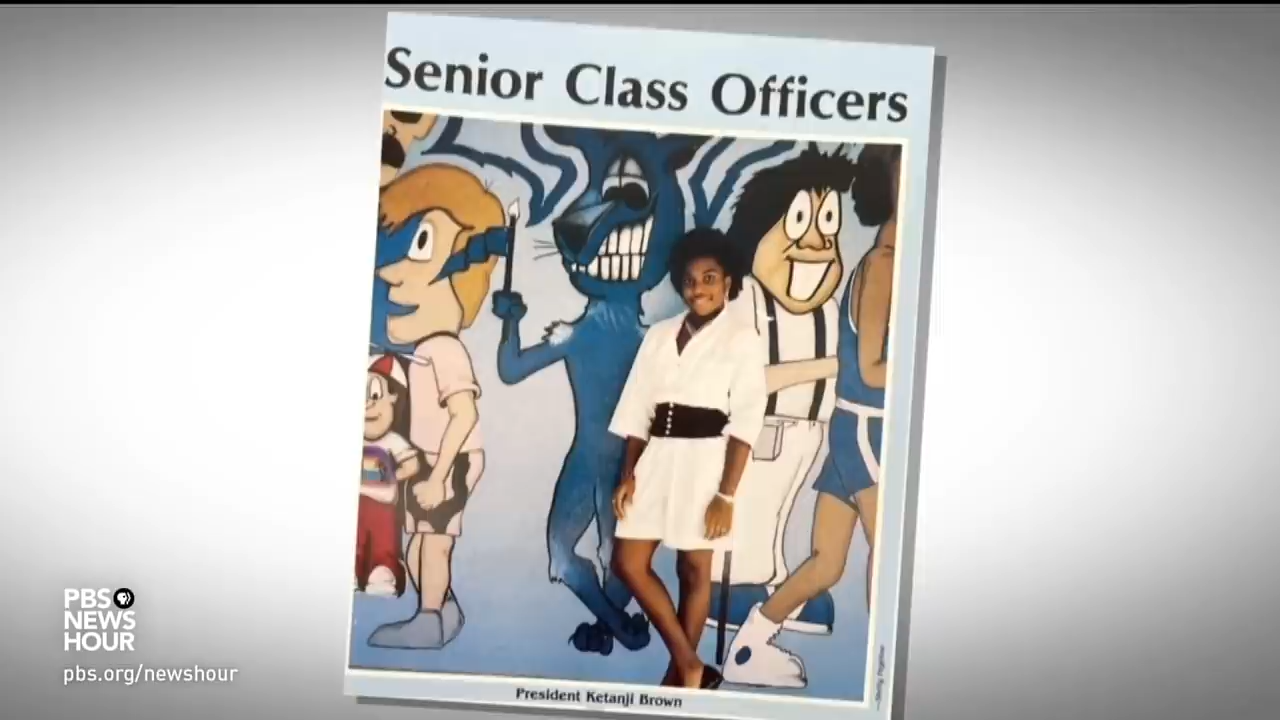 Senior Class Officers
PBS
NEWS
HOUR
pbs.org/newshour
President Ketanji Brown